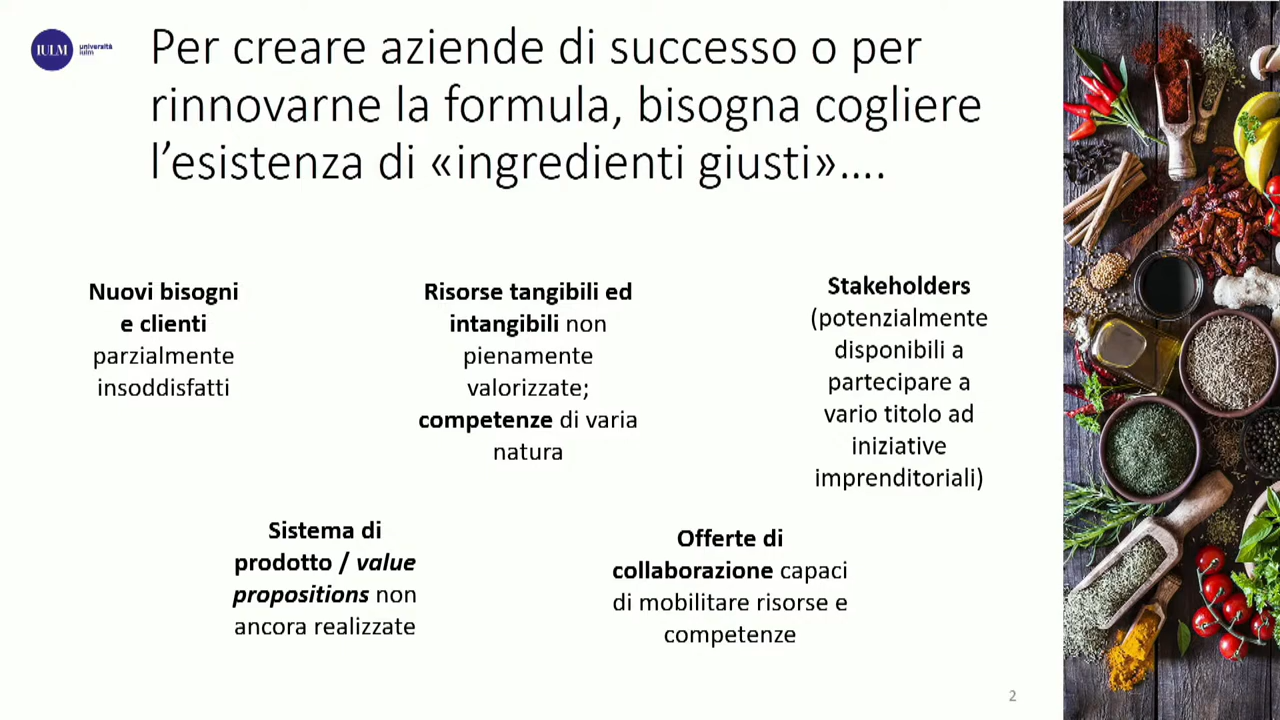 IULM
università
iulm
Per creare aziende di successo o per
rinnovarne la formula, bisogna cogliere
l’esistenza di «ingredienti giusti»….
Nuovi bisogni
e clienti
parzialmente
insoddisfatti
Risorse tangibili ed
intangibili non
pienamente
valorizzate;
competenze di varia
natura
Stakeholders
(potenzialmente
disponibili a
partecipare a
vario titolo ad
iniziative
imprenditoriali)
Sistema di
prodotto / value
propositions non
ancora realizzate
Offerte di
collaborazione capaci
di mobilitare risorse e
competenze
2